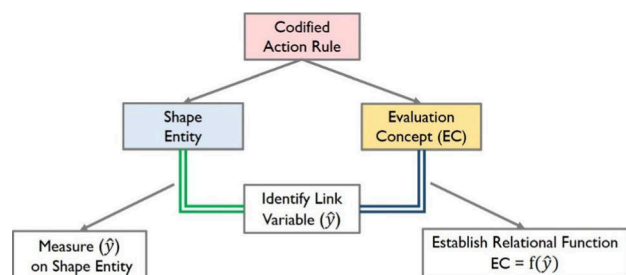 Codified
Action Rule
Shape
Entity
Evaluation
Concept (EC)
Identify Link
Variable (ŷ)
Measure (ŷ)
on Shape Entity
Establish Relational Function
EC = f(ŷ)